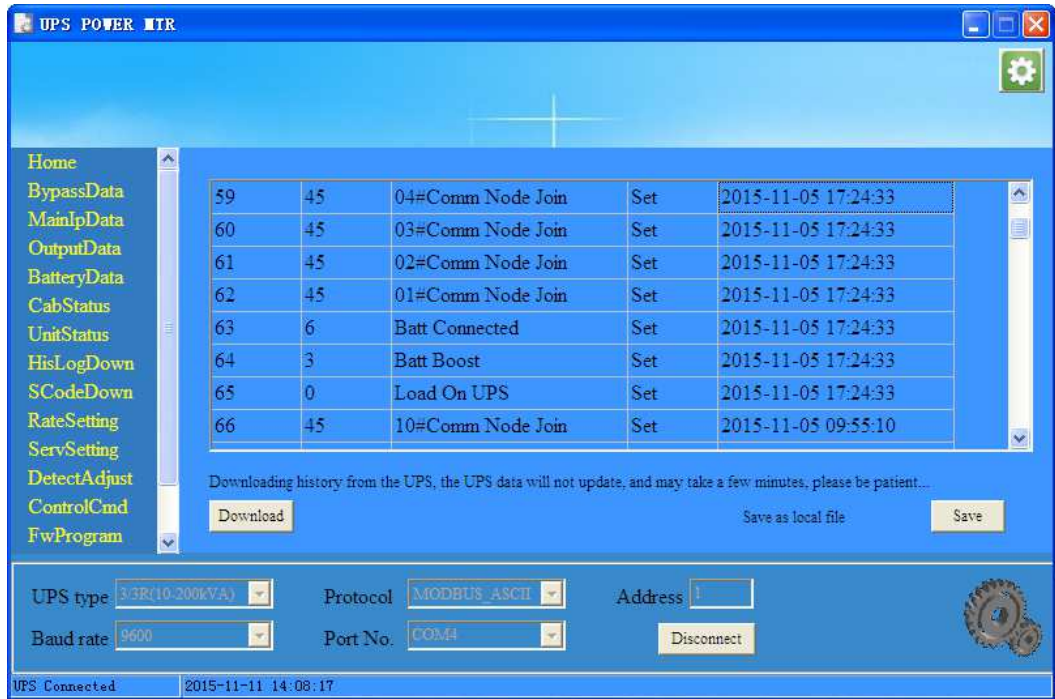 UPS POWER MTR
Home
BypassData
MainIpData
OutputData
BatteryData
CabStatus
UnitStatus
HisLogDown
SCodeDown
RateSetting
ServSetting
DetectAdjust
ControlCmd
FwProgram
59 45 04#Comm Node Join Set 2015-11-05 17:24:33
60 45 03#Comm Node Join Set 2015-11-05 17:24:33
61 45 02#Comm Node Join Set 2015-11-05 17:24:33
62 45 01#Comm Node Join Set 2015-11-05 17:24:33
63 6 Batt Connected Set 2015-11-05 17:24:33
64 3 Batt Boost Set 2015-11-05 17:24:33
65 0 Load On UPS Set 2015-11-05 17:24:33
66 45 10#Comm Node Join Set 2015-11-05 09:55:10
Downloading history from the UPS, the UPS data will not update, and may take a few minutes, please be patient...
Download Save as local file Save
UPS type 3/3R(10-200kVA) Protocol MODBUS_ASCII Address 1
Baud rate 9600 Port No. COM4 Disconnect
UPS Connected 2015-11-11 14:08:17